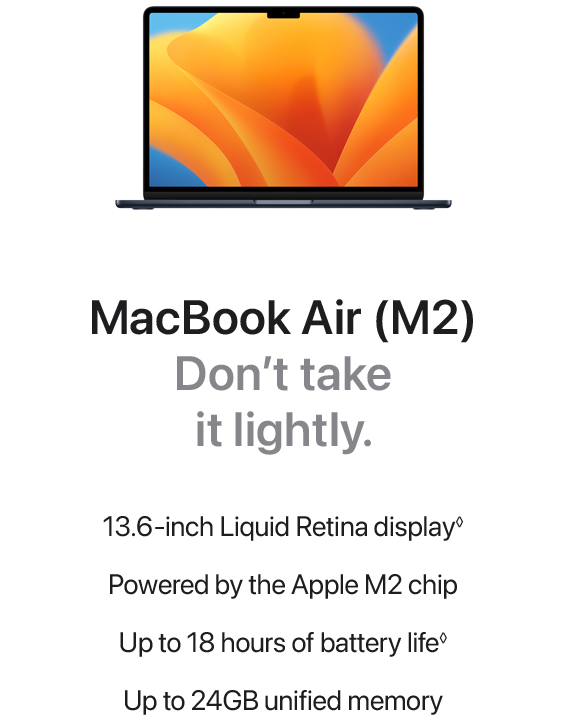 MacBook Air (M2)
Don’t take
it lightly.
13.6-inch Liquid Retina display◊
Powered by the Apple M2 chip
Up to 18 hours of battery life◊
Up to 24GB unified memory